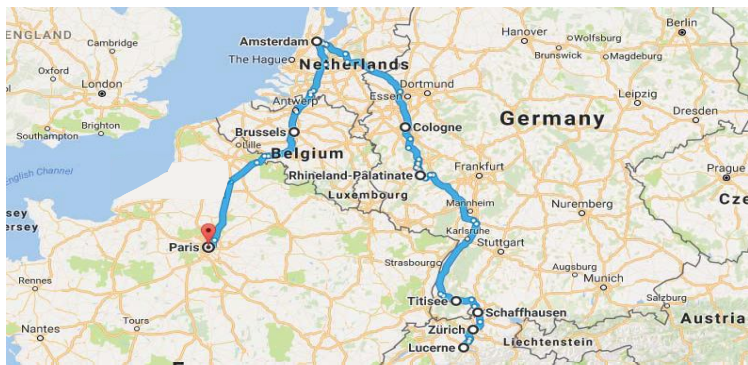 ENGLAND
Cambridge
Oxford
London
Southampton
Brighton
English Channel
Amsterdam
The Hague
Netherlands
Antwerp
Brussels
Lille
Belgium
Hanover
Wolfsburg
Brunswick
Magdeburg
Berlin
Dortmund
Essen
Leipzig
Dresden
Germany
Cologne
Rhineland-Palatinate
Frankfurt
Luxembourg
Mannheim
Nuremberg
Prague
Cze
Karlsruhe
Stuttgart
Strasbourg
Augsburg
Munich
Salzburg
Austria
sey
ersey
Paris
Rennes
Nantes
Tours
Titisee
Schaffhausen
Zürich
Lucerne
Liechtenstein